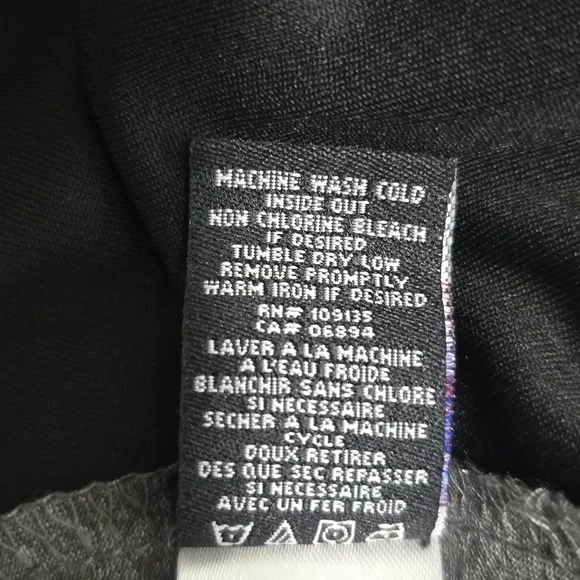 MACHINE WASH COLD
INSIDE OUT
NON CHLORINE BLEACH
IF DESIRED
TUMBLE DRY LOW
REMOVE PROMPTLY
WARM IRON IF DESIRED
RN# 109135
CA# 06894
LAVER A LA MACHINE
A L'EAU FROIDE
BLANCHIR SANS CHLORE
SI NECESSAIRE
SECHER A LA MACHINE
CYCLE
DOUX RETIRER
DES QUE SEC REPASSER
SI NECESSAIRE
AVEC UN FER FROID